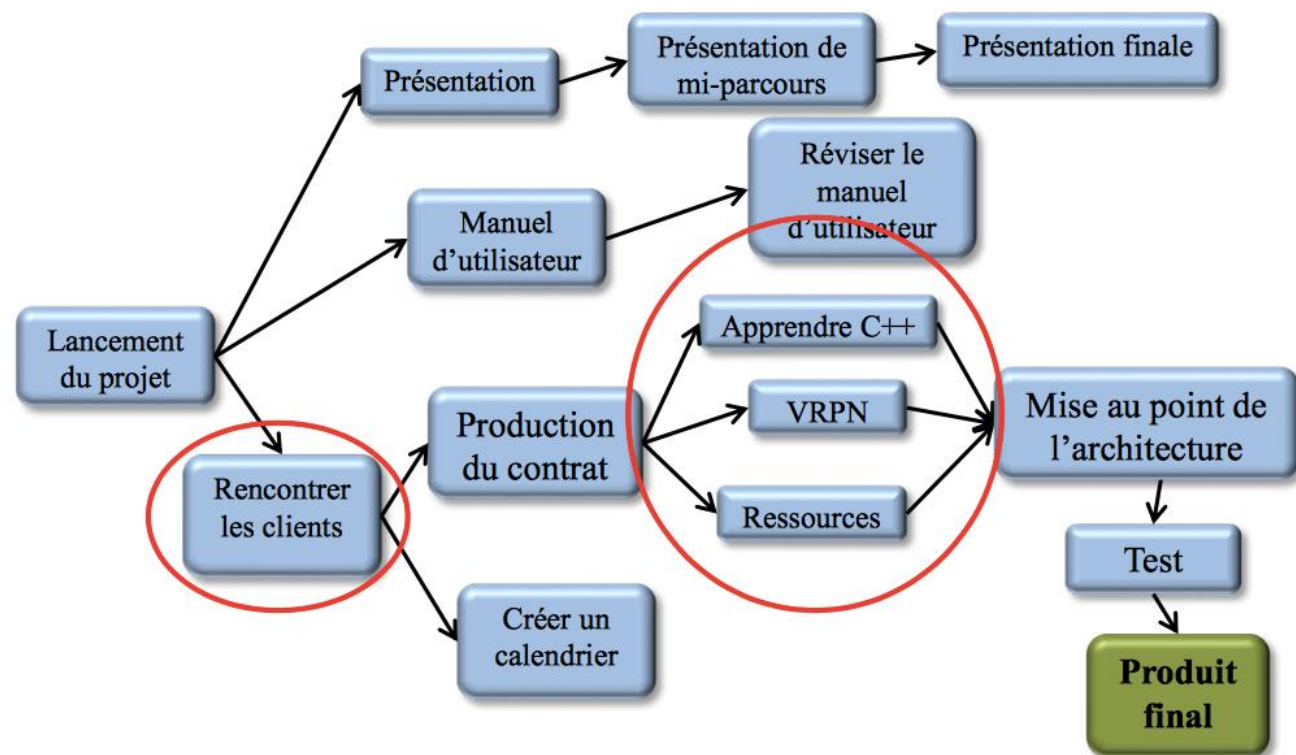 Présentation
Présentation de
mi-parcours
Présentation finale
Manuel
d’utilisateur
Réviser le
manuel
d’utilisateur
Lancement
du projet
Rencontrer
les clients
Production
du contrat
Créer un
calendrier
Apprendre C++
VRPN
Ressources
Mise au point de
l’architecture
Test
Produit
final